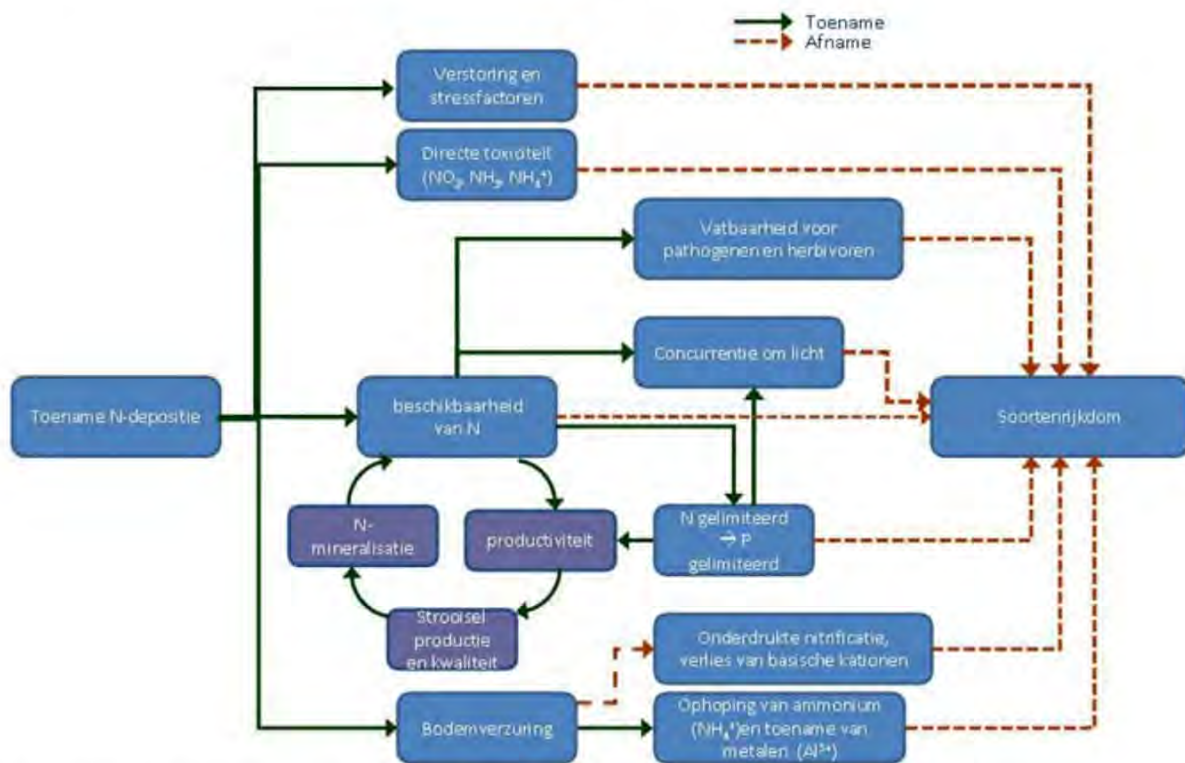 Toename
Afname
Verstoring en
stressfactoren
Directe toxiciteit
(NO₃, NH₃, NH₄⁺)
Vatbaarheid voor
pathogenen en herbivoren
Concurrentie om licht
Toename N-depositie
beschikbaarheid
van N
Soortenrijkdom
N-
mineralisatie
productiviteit
N gelimiteerd
→ P
gelimiteerd
Strooisel
productie
en kwaliteit
Onderdrukte nitrificatie,
verlies van basische kationen
Bodemverzuring
Ophoping van ammonium
(NH₄⁺)en toename van
metalen (Al³⁺)